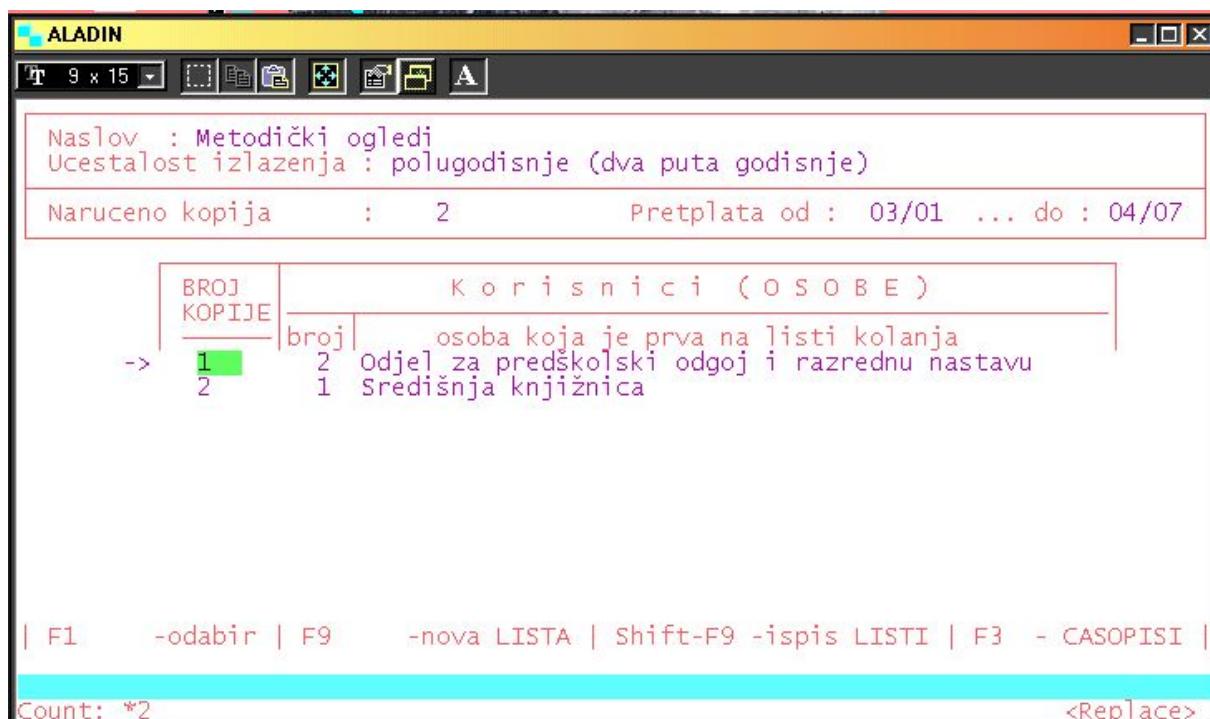 ALADIN
9 x 15
A
Naslov : Metodički ogledi
Ucestalost izlazenja : polugodisnje (dva puta godisnje)
Naruceno kopija : 2 Pretplata od : 03/01 ... do : 04/07
BROJ KOPIJE
K o r i s n i c i ( O S O B E )
broj osoba koja je prva na listi kolanja
-> 1 2 Odjel za predškolski odgoj i razrednu nastavu
2 1 Središnja knjižnica
| F1 -odabir | F9 -nova LISTA | Shift-F9 -ispis LISTI | F3 - CASOPISI |
Count: *2 <Replace>